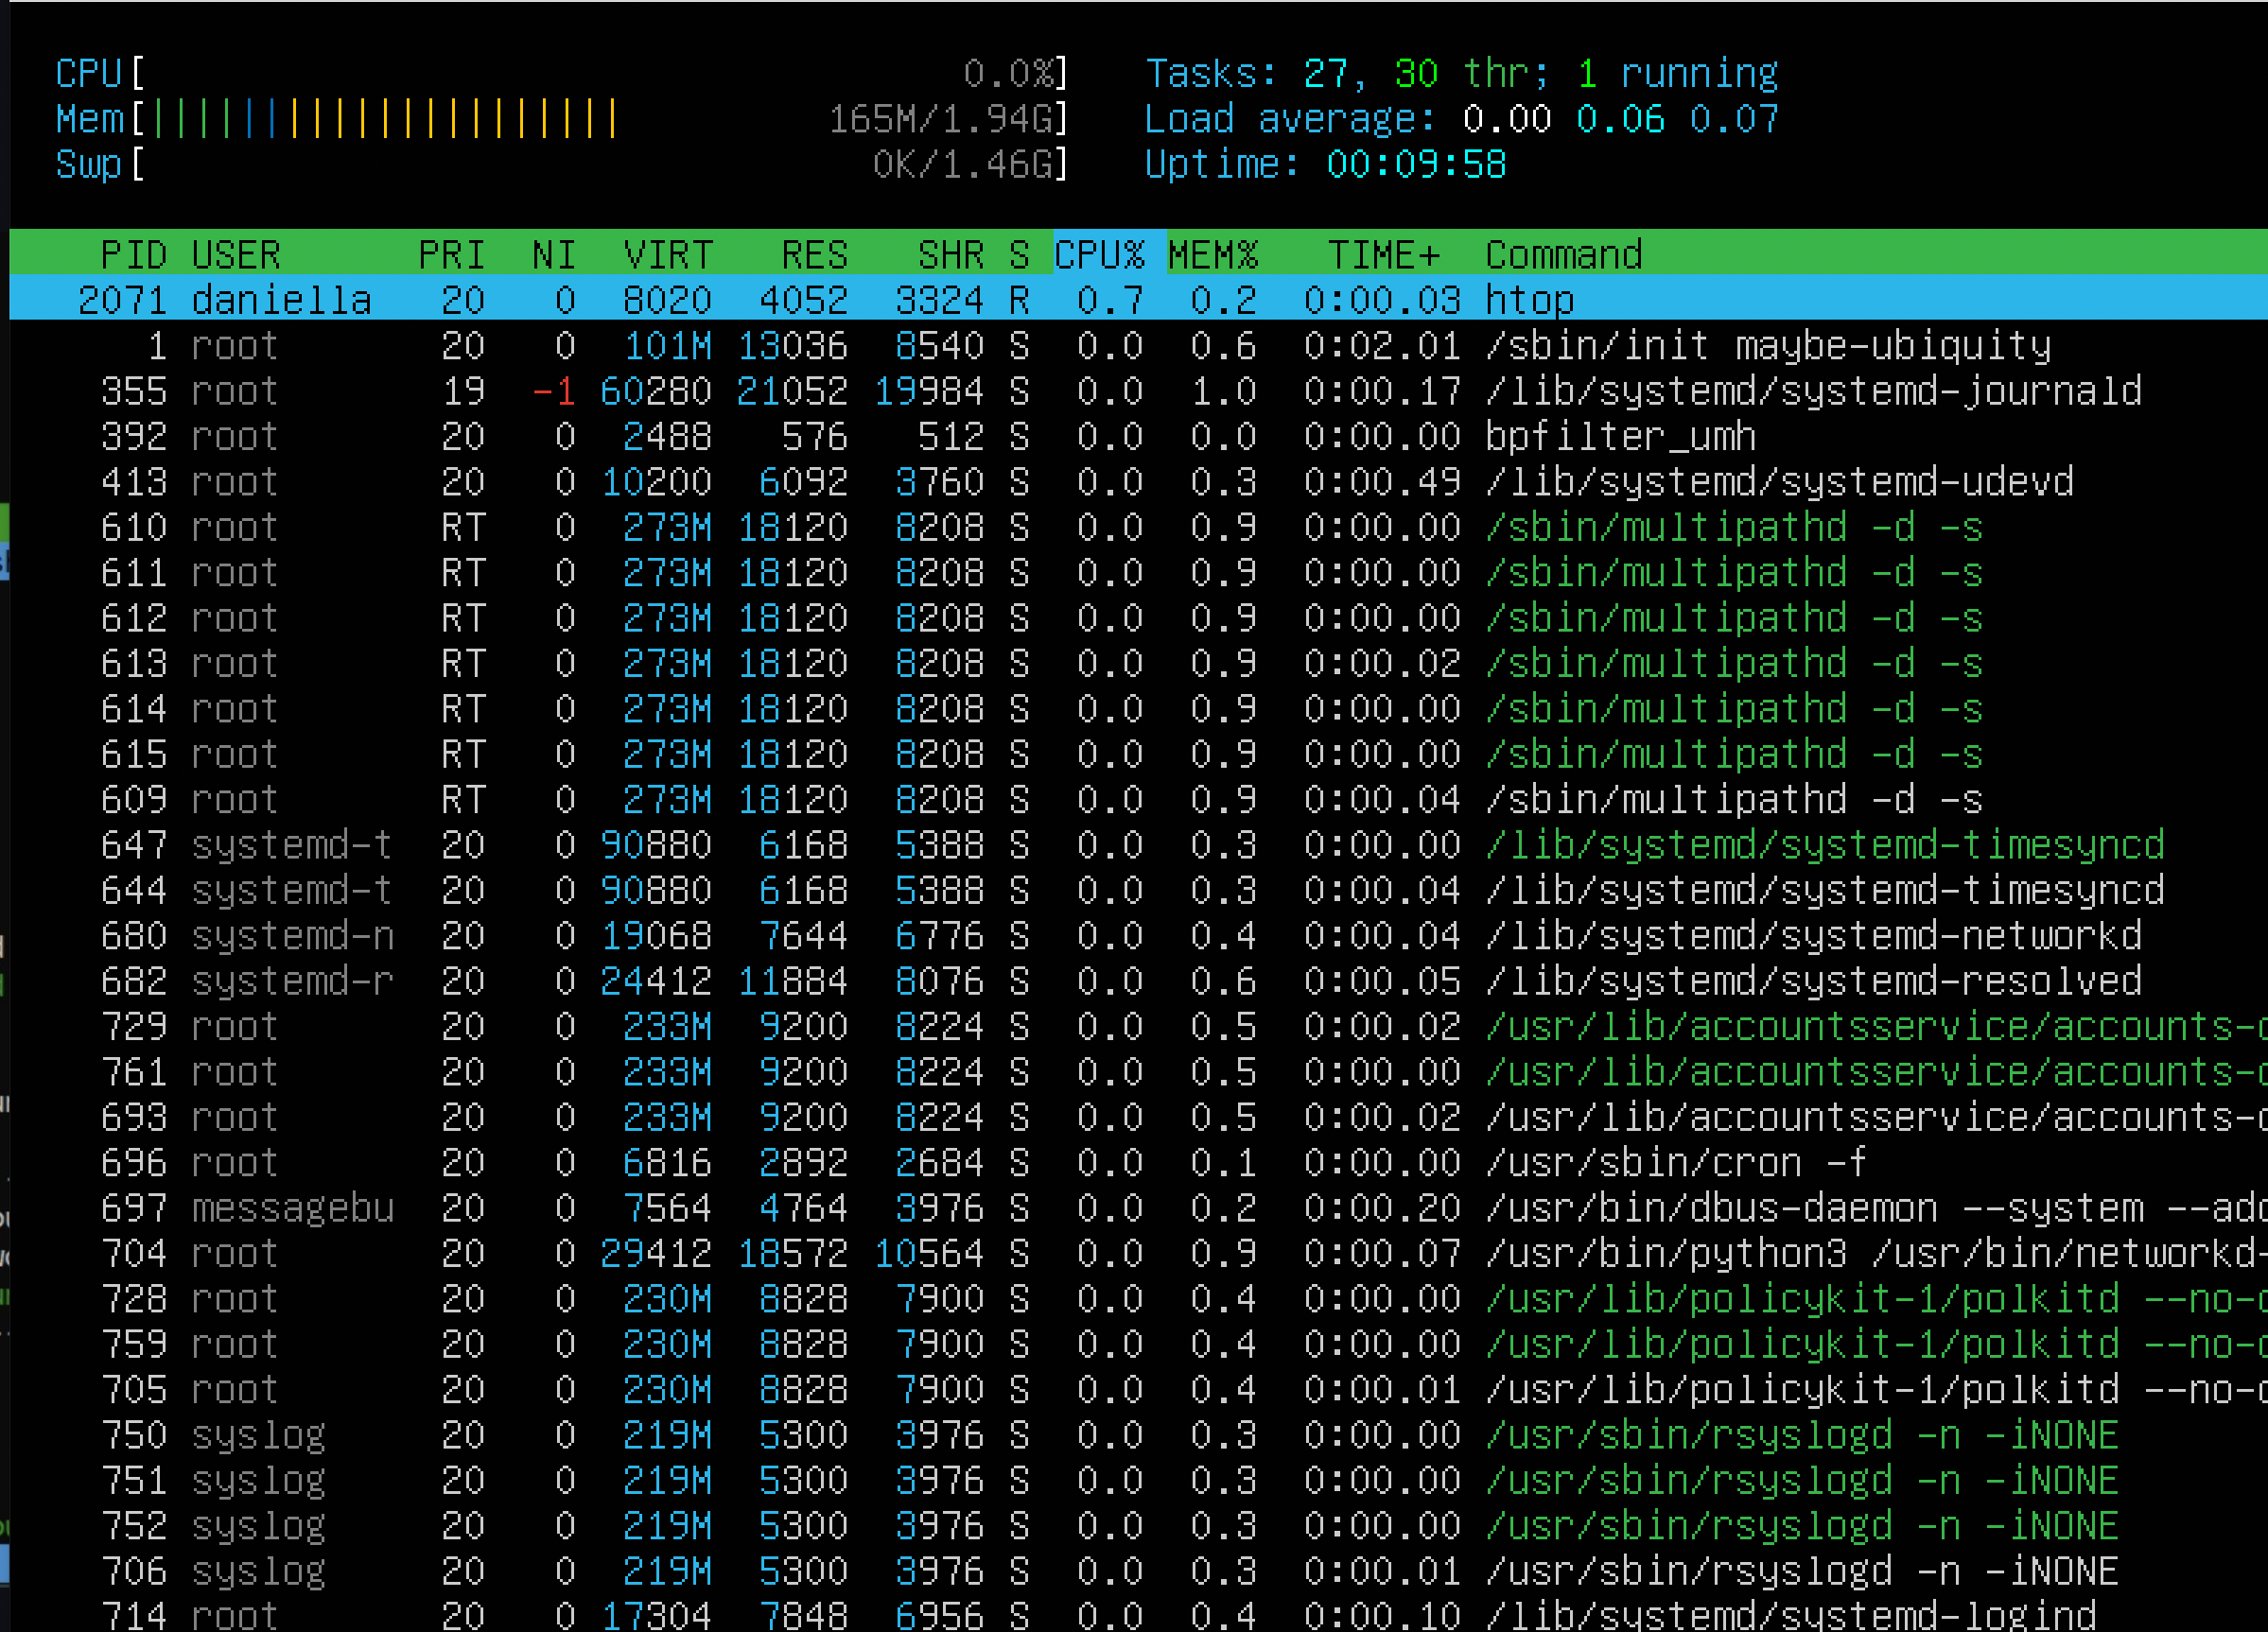 CPU[ 0.0%] Tasks: 27, 30 thr; 1 running
Mem[||||||||||||||||||||| 165M/1.94G] Load average: 0.00 0.06 0.07
Swp[ 0K/1.46G] Uptime: 00:09:58
PID USER PRI NI VIRT RES SHR S CPU% MEM% TIME+ Command
2071 daniella 20 0 8020 4052 3324 R 0.7 0.2 0:00.03 htop
1 root 20 0 101M 13036 8540 S 0.0 0.6 0:02.01 /sbin/init maybe-ubiquity
355 root 19 -1 60280 21052 19984 S 0.0 1.0 0:00.17 /lib/systemd/systemd-journald
392 root 20 0 2488 576 512 S 0.0 0.0 0:00.00 bpfilter_umh
413 root 20 0 10200 6092 3760 S 0.0 0.3 0:00.49 /lib/systemd/systemd-udevd
610 root RT 0 273M 18120 8208 S 0.0 0.9 0:00.00 /sbin/multipathd -d -s
611 root RT 0 273M 18120 8208 S 0.0 0.9 0:00.00 /sbin/multipathd -d -s
612 root RT 0 273M 18120 8208 S 0.0 0.9 0:00.00 /sbin/multipathd -d -s
613 root RT 0 273M 18120 8208 S 0.0 0.9 0:00.02 /sbin/multipathd -d -s
614 root RT 0 273M 18120 8208 S 0.0 0.9 0:00.00 /sbin/multipathd -d -s
615 root RT 0 273M 18120 8208 S 0.0 0.9 0:00.00 /sbin/multipathd -d -s
609 root RT 0 273M 18120 8208 S 0.0 0.9 0:00.04 /sbin/multipathd -d -s
647 systemd-t 20 0 90880 6168 5388 S 0.0 0.3 0:00.00 /lib/systemd/systemd-timesyncd
644 systemd-t 20 0 90880 6168 5388 S 0.0 0.3 0:00.04 /lib/systemd/systemd-timesyncd
680 systemd-n 20 0 19068 7644 6776 S 0.0 0.4 0:00.04 /lib/systemd/systemd-networkd
682 systemd-r 20 0 24412 11884 8076 S 0.0 0.6 0:00.05 /lib/systemd/systemd-resolved
729 root 20 0 233M 9200 8224 S 0.0 0.5 0:00.02 /usr/lib/accountsservice/accounts-
761 root 20 0 233M 9200 8224 S 0.0 0.5 0:00.00 /usr/lib/accountsservice/accounts-
693 root 20 0 233M 9200 8224 S 0.0 0.5 0:00.02 /usr/lib/accountsservice/accounts-
696 root 20 0 6816 2892 2684 S 0.0 0.1 0:00.00 /usr/sbin/cron -f
697 messagebu 20 0 7564 4764 3976 S 0.0 0.2 0:00.20 /usr/bin/dbus-daemon --system --add
704 root 20 0 29412 18572 10564 S 0.0 0.9 0:00.07 /usr/bin/python3 /usr/bin/networkd-
728 root 20 0 230M 8828 7900 S 0.0 0.4 0:00.00 /usr/lib/policykit-1/polkitd --no-
759 root 20 0 230M 8828 7900 S 0.0 0.4 0:00.00 /usr/lib/policykit-1/polkitd --no-
705 root 20 0 230M 8828 7900 S 0.0 0.4 0:00.01 /usr/lib/policykit-1/polkitd --no-
750 syslog 20 0 219M 5300 3976 S 0.0 0.3 0:00.00 /usr/sbin/rsyslogd -n -iNONE
751 syslog 20 0 219M 5300 3976 S 0.0 0.3 0:00.00 /usr/sbin/rsyslogd -n -iNONE
752 syslog 20 0 219M 5300 3976 S 0.0 0.3 0:00.00 /usr/sbin/rsyslogd -n -iNONE
706 syslog 20 0 219M 5300 3976 S 0.0 0.3 0:00.01 /usr/sbin/rsyslogd -n -iNONE
714 root 20 0 17304 7848 6956 S 0.0 0.4 0:00.10 /lib/systemd/systemd-logind